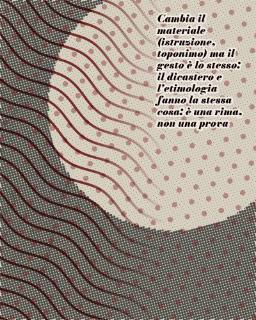 Cambia il
materiale
(istruzione,
toponimo) ma il
gesto è lo stesso:
il dicastero e
l'etimologia
fanno la stessa
cosa: è una rima,
non una prova